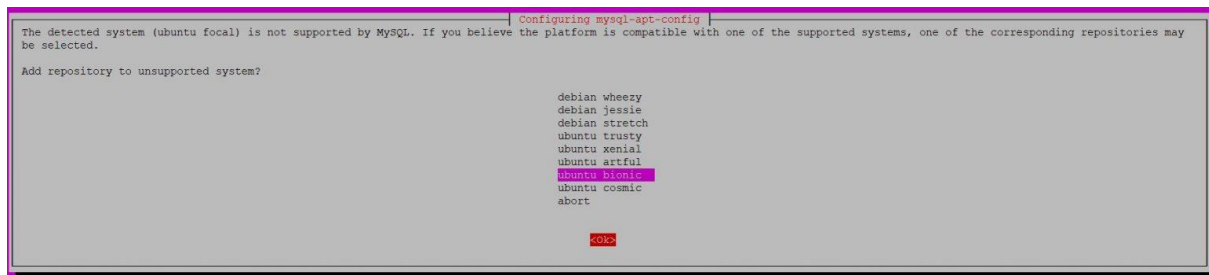 Configuring mysql-apt-config
The detected system (ubuntu focal) is not supported by MySQL. If you believe the platform is compatible with one of the supported systems, one of the corresponding repositories may
be selected.
Add repository to unsupported system?
debian wheezy
debian jessie
debian stretch
ubuntu trusty
ubuntu xenial
ubuntu artful
ubuntu bionic
ubuntu cosmic
abort
<Ok>